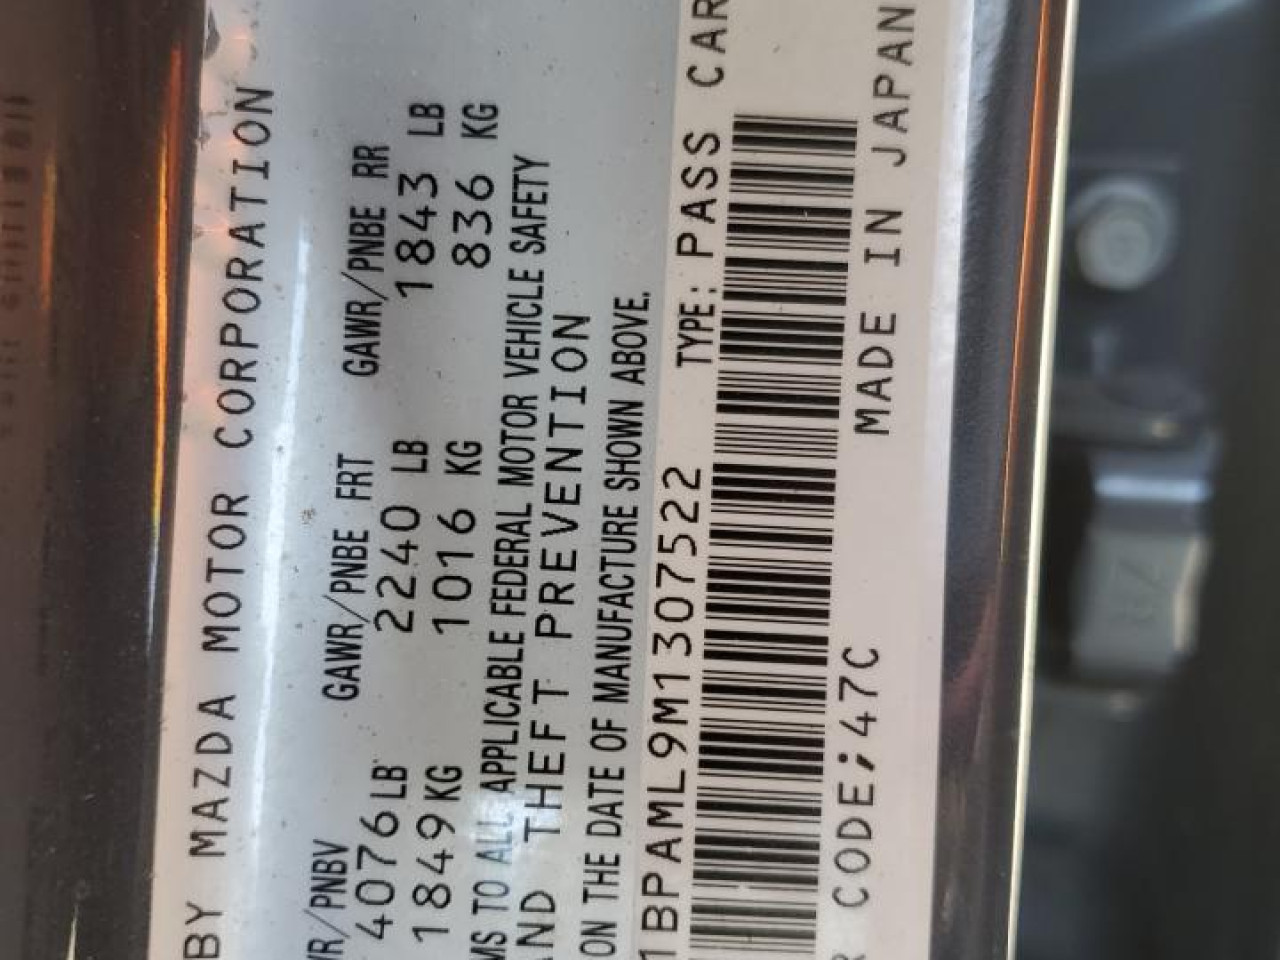 BY MAZDA MOTOR CORPORATION
WR/PNBV GAWR/PNBE FRT GAWR/PNBE RR
4076LB 2240 LB 1843 LB
1849KG 1016 KG 836 KG
MS TO ALL APPLICABLE FEDERAL MOTOR VEHICLE SAFETY
AND THEFT PREVENTION
ON THE DATE OF MANUFACTURE SHOWN ABOVE.
1BPAML9M1307522 TYPE: PASS CAR
R CODE;47C MADE IN JAPAN